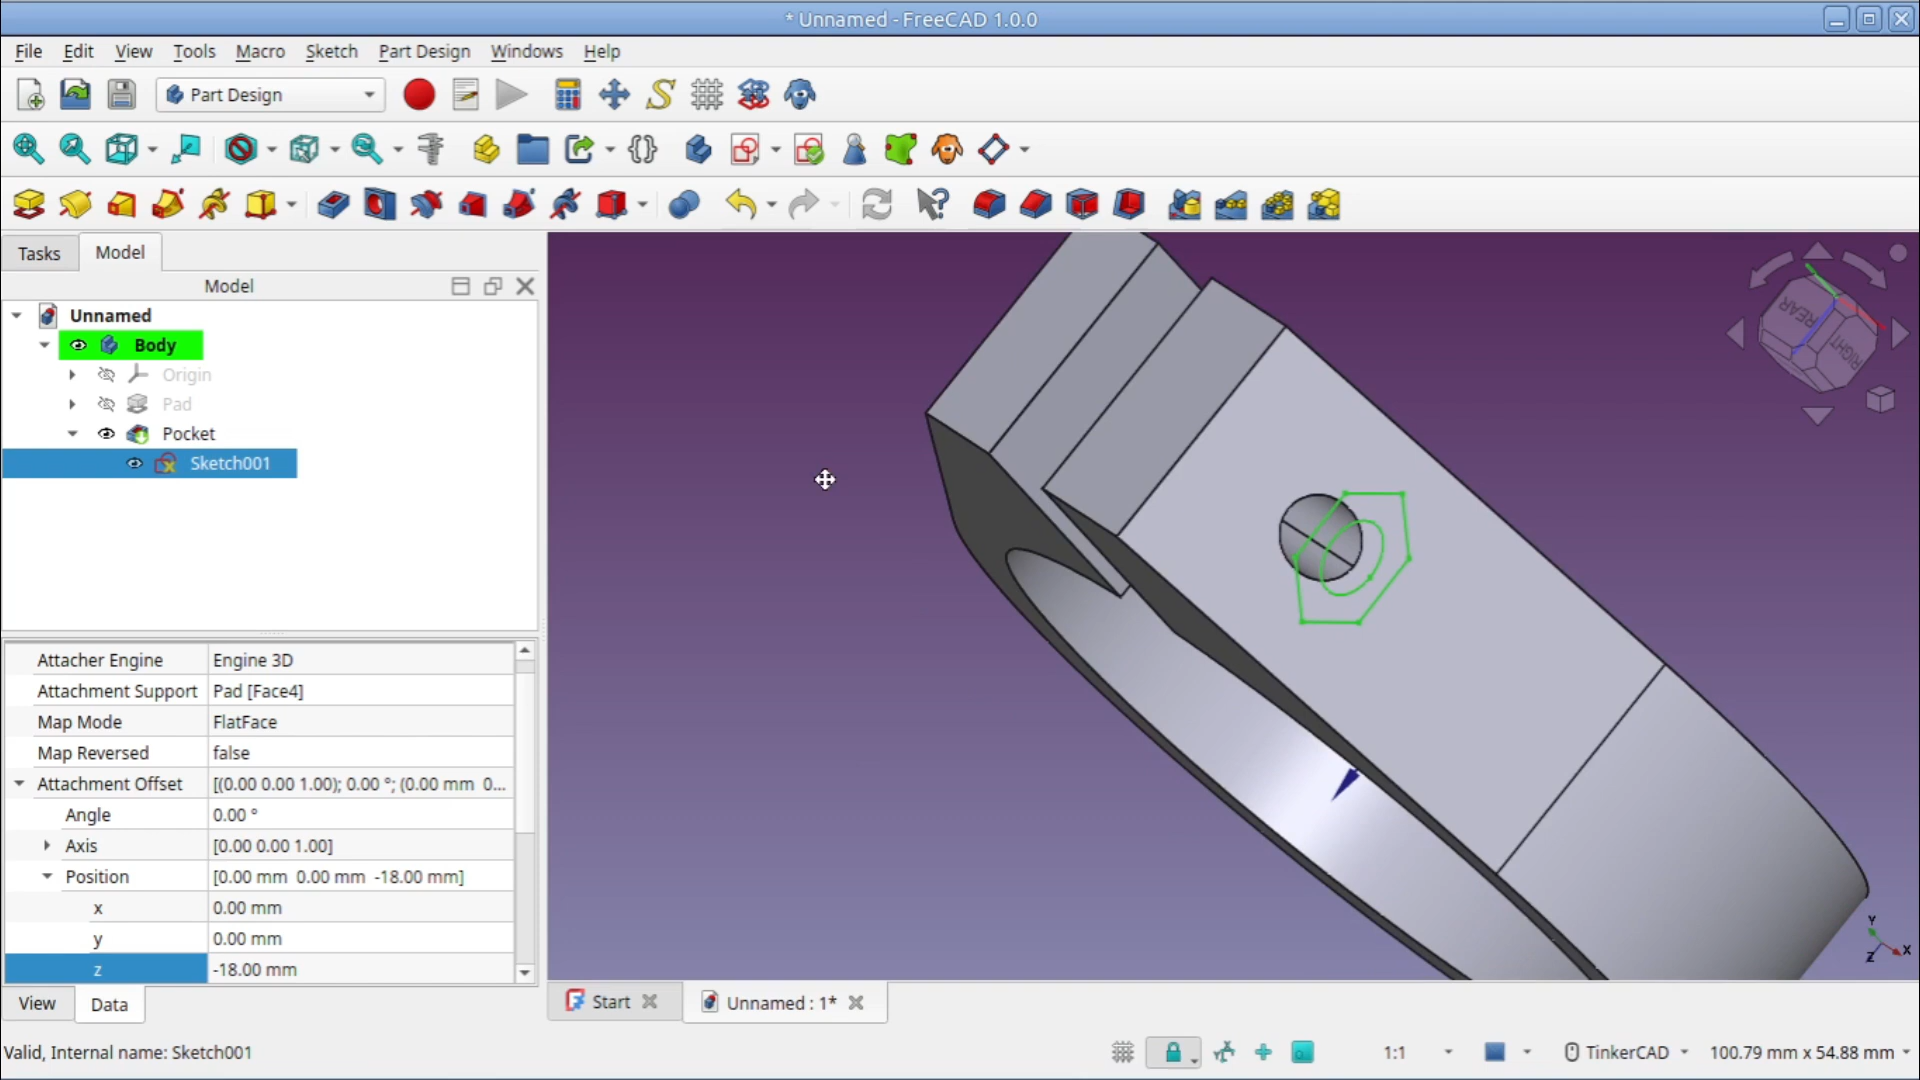 * Unnamed - FreeCAD 1.0.0
File Edit View Tools Macro Sketch Part Design Windows Help
Part Design
Tasks Model
Model
Unnamed
Body
Origin
Pad
Pocket
Sketch001
Attacher Engine Engine 3D
Attachment Support Pad [Face4]
Map Mode FlatFace
Map Reversed false
Attachment Offset [(0.00 0.00 1.00); 0.00 °; (0.00 mm 0...
Angle 0.00 °
Axis [0.00 0.00 1.00]
Position [0.00 mm 0.00 mm -18.00 mm]
x 0.00 mm
y 0.00 mm
z -18.00 mm
View Data
REAR
RIGHT
Y
X
Z
Start Unnamed : 1*
Valid, Internal name: Sketch001
1:1 TinkerCAD 100.79 mm x 54.88 mm